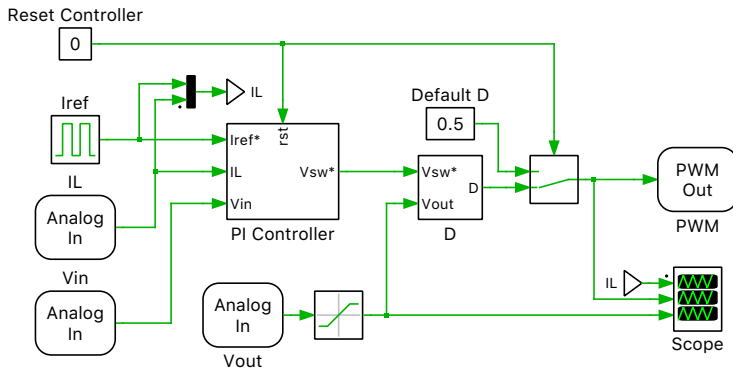 Reset Controller
0
IL
Iref
Default D
0.5
rst
Iref*
IL
Vin
Vsw*
PI Controller
Vsw*
Vout
D
D
PWM
Out
PWM
IL
Analog
In
Vin
Analog
In
Analog
In
Vout
IL
Scope